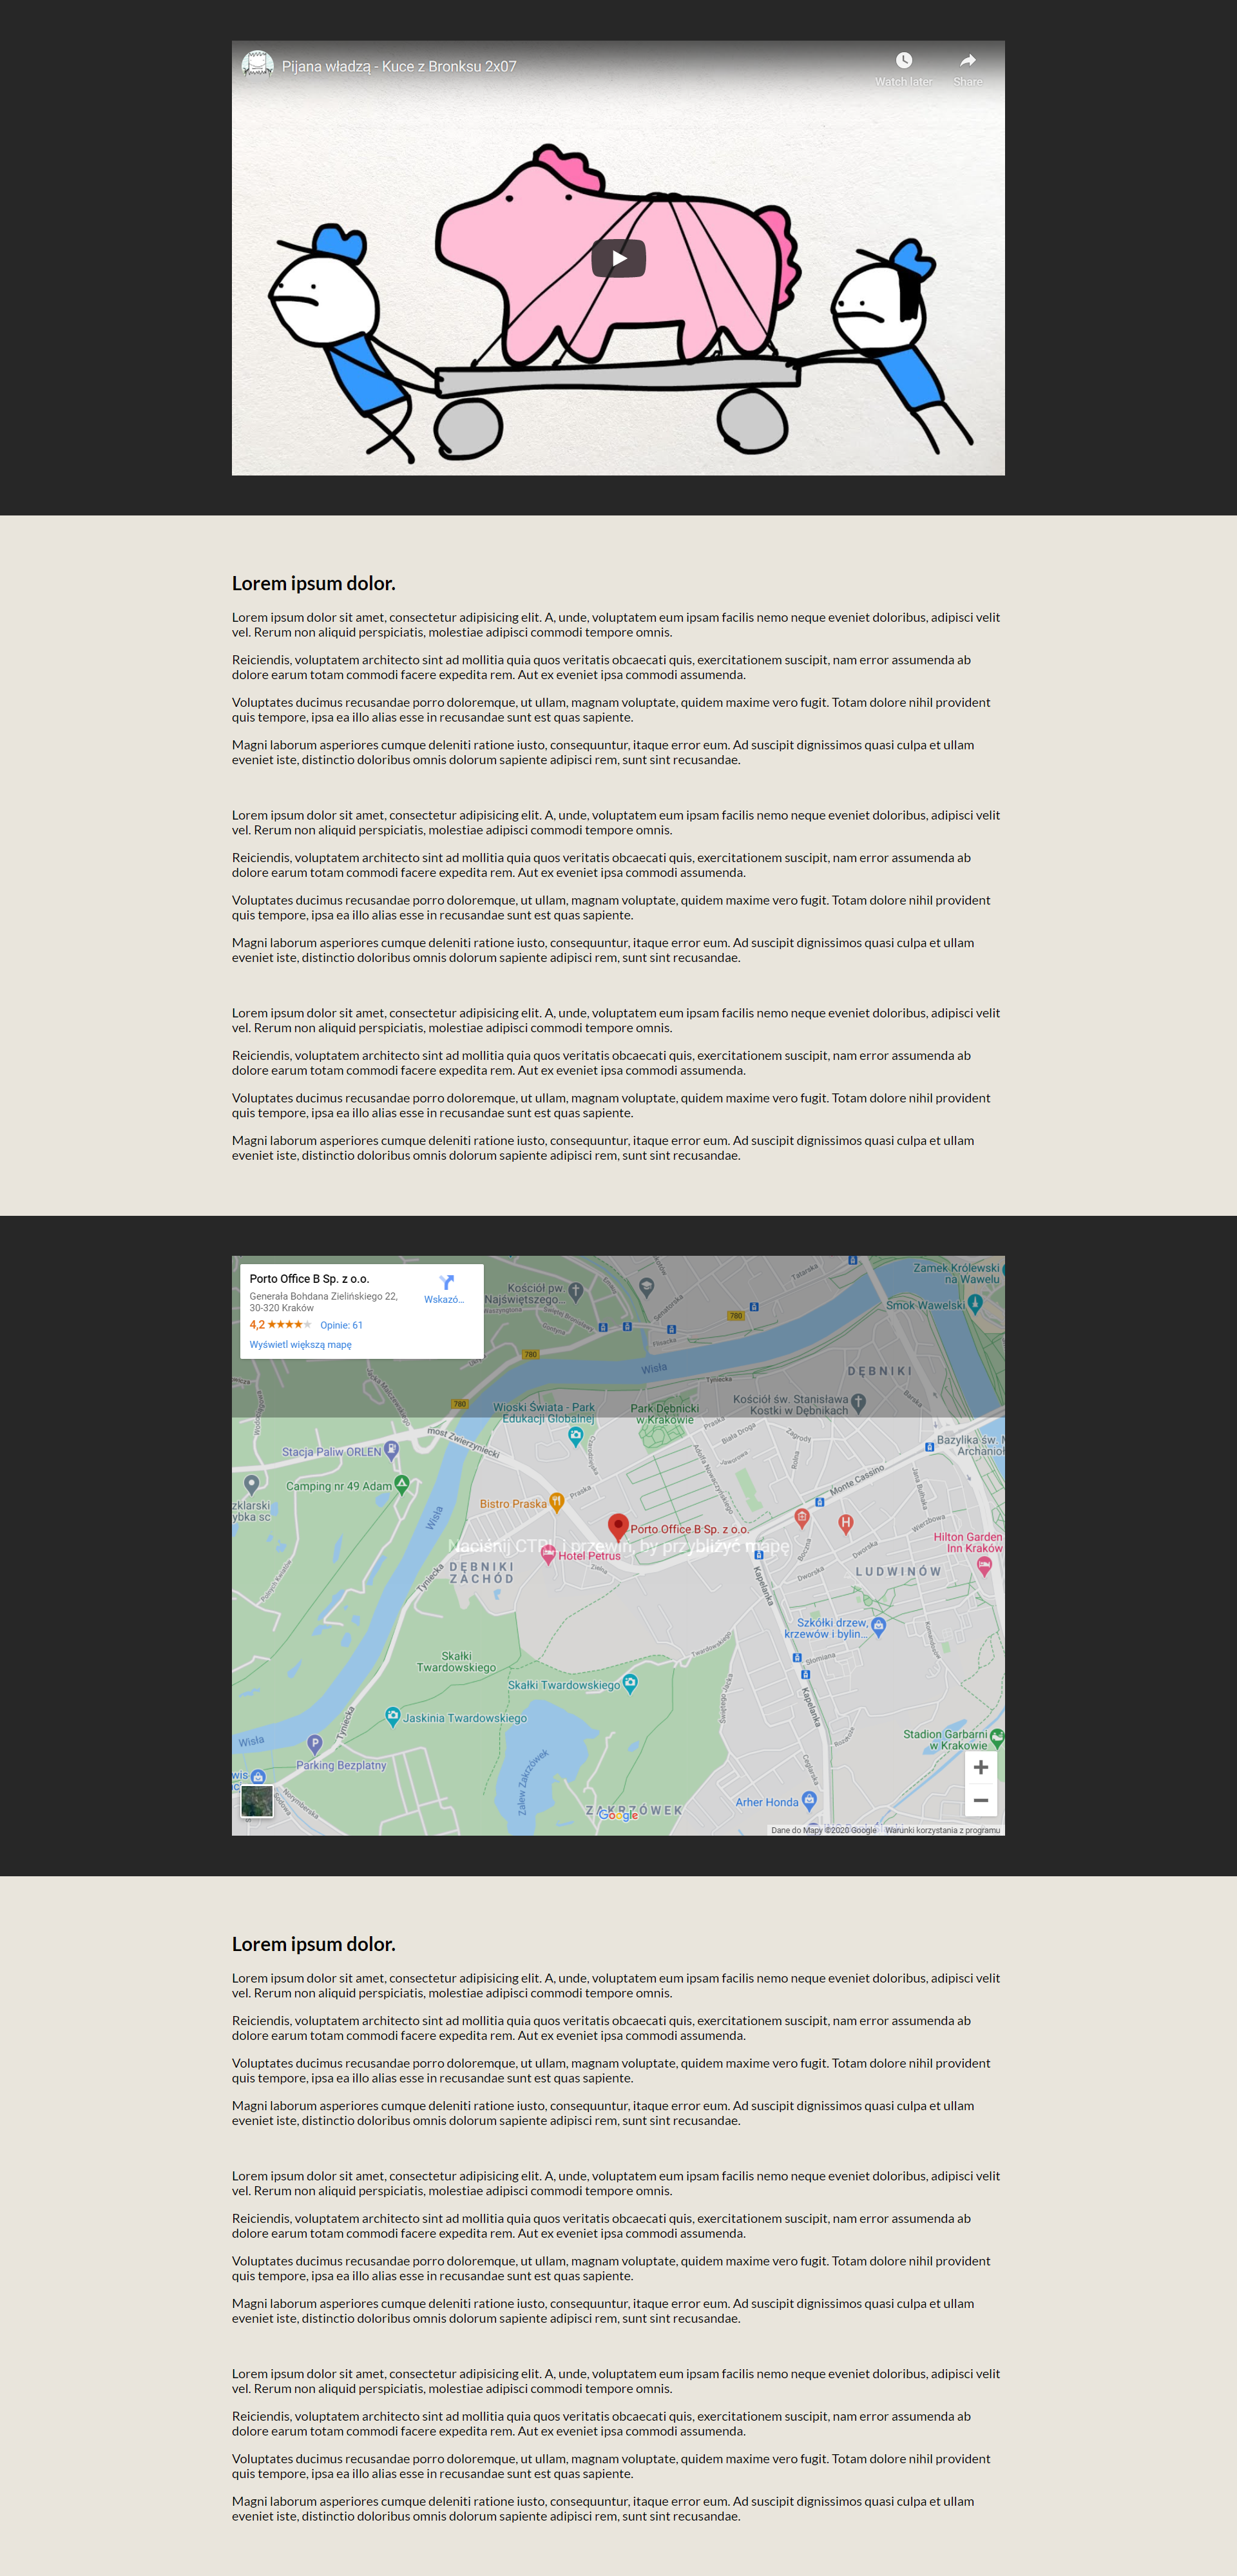 Pijana władzą - Kuce z Bronksu 2x07
Watch later
Share
Lorem ipsum dolor.
Lorem ipsum dolor sit amet, consectetur adipisicing elit. A, unde, voluptatem eum ipsam facilis nemo neque eveniet doloribus, adipisci velit
vel. Rerum non aliquid perspiciatis, molestiae adipisci commodi tempore omnis.
Reiciendis, voluptatem architecto sint ad mollitia quia quos veritatis obcaecati quis, exercitationem suscipit, nam error assumenda ab
dolore earum totam commodi facere expedita rem. Aut ex eveniet ipsa commodi assumenda.
Voluptates ducimus recusandae porro doloremque, ut ullam, magnam voluptate, quidem maxime vero fugit. Totam dolore nihil provident
quis tempore, ipsa ea illo alias esse in recusandae sunt est quas sapiente.
Magni laborum asperiores cumque deleniti ratione iusto, consequuntur, itaque error eum. Ad suscipit dignissimos quasi culpa et ullam
eveniet iste, distinctio doloribus omnis dolorum sapiente adipisci rem, sunt sint recusandae.
Lorem ipsum dolor sit amet, consectetur adipisicing elit. A, unde, voluptatem eum ipsam facilis nemo neque eveniet doloribus, adipisci velit
vel. Rerum non aliquid perspiciatis, molestiae adipisci commodi tempore omnis.
Reiciendis, voluptatem architecto sint ad mollitia quia quos veritatis obcaecati quis, exercitationem suscipit, nam error assumenda ab
dolore earum totam commodi facere expedita rem. Aut ex eveniet ipsa commodi assumenda.
Voluptates ducimus recusandae porro doloremque, ut ullam, magnam voluptate, quidem maxime vero fugit. Totam dolore nihil provident
quis tempore, ipsa ea illo alias esse in recusandae sunt est quas sapiente.
Magni laborum asperiores cumque deleniti ratione iusto, consequuntur, itaque error eum. Ad suscipit dignissimos quasi culpa et ullam
eveniet iste, distinctio doloribus omnis dolorum sapiente adipisci rem, sunt sint recusandae.
Lorem ipsum dolor sit amet, consectetur adipisicing elit. A, unde, voluptatem eum ipsam facilis nemo neque eveniet doloribus, adipisci velit
vel. Rerum non aliquid perspiciatis, molestiae adipisci commodi tempore omnis.
Reiciendis, voluptatem architecto sint ad mollitia quia quos veritatis obcaecati quis, exercitationem suscipit, nam error assumenda ab
dolore earum totam commodi facere expedita rem. Aut ex eveniet ipsa commodi assumenda.
Voluptates ducimus recusandae porro doloremque, ut ullam, magnam voluptate, quidem maxime vero fugit. Totam dolore nihil provident
quis tempore, ipsa ea illo alias esse in recusandae sunt est quas sapiente.
Magni laborum asperiores cumque deleniti ratione iusto, consequuntur, itaque error eum. Ad suscipit dignissimos quasi culpa et ullam
eveniet iste, distinctio doloribus omnis dolorum sapiente adipisci rem, sunt sint recusandae.
Porto Office B Sp. z o.o.
Generała Bohdana Zielińskiego 22,
30-320 Kraków
4,2 Opinie: 61
Wyświetl większą mapę
Wskazó...
Kościół pw
Najświętszego...
Senatorska
Tatarska
Zamek Królewski
na Wawelu
Smok Wawelski
780
780
780
Wisła
Tyniecka
DĘBNIKI
Barska
Wioski Świata - Park
Edukacji Globalnej
Park Dębnicki
w Krakowie
Kościół św. Stanisława
Kostki w Dębnikach
most Zwierzyniecki
Praska
Biała Droga
Zagrody
Rolna
Stacja Paliw ORLEN
Camping nr 49 Adam
Bistro Praska
Praska
Monte Cassino
Bazylika św. M
Archanioł
zklarski
ybka sc
Wisła
Porto Office B Sp. z o.o.
Naciśnij CTRL i przewiń, by przybliżyć mapę
Hotel Petrus
Boczna
Dworska
Wierzbowa
Hilton Garden
Inn Kraków
DĘBNIKI
ZACHÓD
Zielna
Tyniecka
Kapelanka
Dworska
LUDWINÓW
Szkółki drzew,
krzewów i bylin...
Słomiana
Skałki
Twardowskiego
Twardowskiego
Skałki Twardowskiego
Jaskinia Twardowskiego
Kapelanka
Rozdroże
Stadion Garbarni
w Krakowie
Wisła
Tyniecka
Parking Bezpłatny
Zalew Zakrzówek
Ceglarska
wis
Norymberska
ZAKRZÓWEK
Google
Arher Honda
Dane do Mapy ©2020 Google
Warunki korzystania z programu
Lorem ipsum dolor.
Lorem ipsum dolor sit amet, consectetur adipisicing elit. A, unde, voluptatem eum ipsam facilis nemo neque eveniet doloribus, adipisci velit
vel. Rerum non aliquid perspiciatis, molestiae adipisci commodi tempore omnis.
Reiciendis, voluptatem architecto sint ad mollitia quia quos veritatis obcaecati quis, exercitationem suscipit, nam error assumenda ab
dolore earum totam commodi facere expedita rem. Aut ex eveniet ipsa commodi assumenda.
Voluptates ducimus recusandae porro doloremque, ut ullam, magnam voluptate, quidem maxime vero fugit. Totam dolore nihil provident
quis tempore, ipsa ea illo alias esse in recusandae sunt est quas sapiente.
Magni laborum asperiores cumque deleniti ratione iusto, consequuntur, itaque error eum. Ad suscipit dignissimos quasi culpa et ullam
eveniet iste, distinctio doloribus omnis dolorum sapiente adipisci rem, sunt sint recusandae.
Lorem ipsum dolor sit amet, consectetur adipisicing elit. A, unde, voluptatem eum ipsam facilis nemo neque eveniet doloribus, adipisci velit
vel. Rerum non aliquid perspiciatis, molestiae adipisci commodi tempore omnis.
Reiciendis, voluptatem architecto sint ad mollitia quia quos veritatis obcaecati quis, exercitationem suscipit, nam error assumenda ab
dolore earum totam commodi facere expedita rem. Aut ex eveniet ipsa commodi assumenda.
Voluptates ducimus recusandae porro doloremque, ut ullam, magnam voluptate, quidem maxime vero fugit. Totam dolore nihil provident
quis tempore, ipsa ea illo alias esse in recusandae sunt est quas sapiente.
Magni laborum asperiores cumque deleniti ratione iusto, consequuntur, itaque error eum. Ad suscipit dignissimos quasi culpa et ullam
eveniet iste, distinctio doloribus omnis dolorum sapiente adipisci rem, sunt sint recusandae.
Lorem ipsum dolor sit amet, consectetur adipisicing elit. A, unde, voluptatem eum ipsam facilis nemo neque eveniet doloribus, adipisci velit
vel. Rerum non aliquid perspiciatis, molestiae adipisci commodi tempore omnis.
Reiciendis, voluptatem architecto sint ad mollitia quia quos veritatis obcaecati quis, exercitationem suscipit, nam error assumenda ab
dolore earum totam commodi facere expedita rem. Aut ex eveniet ipsa commodi assumenda.
Voluptates ducimus recusandae porro doloremque, ut ullam, magnam voluptate, quidem maxime vero fugit. Totam dolore nihil provident
quis tempore, ipsa ea illo alias esse in recusandae sunt est quas sapiente.
Magni laborum asperiores cumque deleniti ratione iusto, consequuntur, itaque error eum. Ad suscipit dignissimos quasi culpa et ullam
eveniet iste, distinctio doloribus omnis dolorum sapiente adipisci rem, sunt sint recusandae.